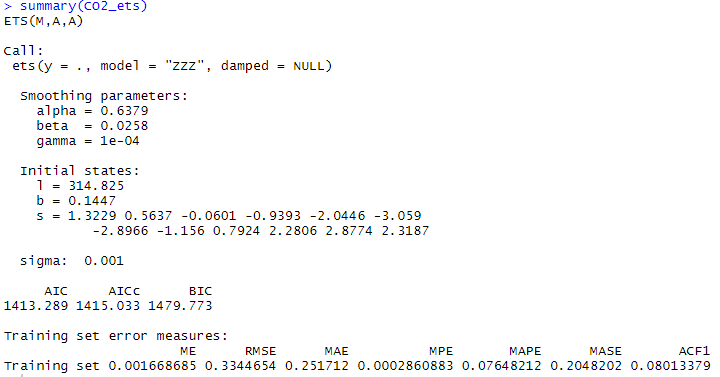 > summary(CO2_ets)
ETS(M,A,A)
Call:
ets(y = ., model = "ZZZ", damped = NULL)
Smoothing parameters:
alpha = 0.6379
beta  = 0.0258
gamma = 1e-04
Initial states:
l = 314.825
b = 0.1447
s = 1.3229 0.5637 -0.0601 -0.9393 -2.0446 -3.059
-2.8966 -1.156 0.7924 2.2806 2.8774 2.3187
sigma:  0.001
AIC     AICc      BIC
1413.289 1415.033 1479.773
Training set error measures:
ME      RMSE      MAE          MPE       MAPE      MASE       ACF1
Training set 0.001668685 0.3344654 0.251712 0.0002860883 0.07648212 0.2048202 0.08013379